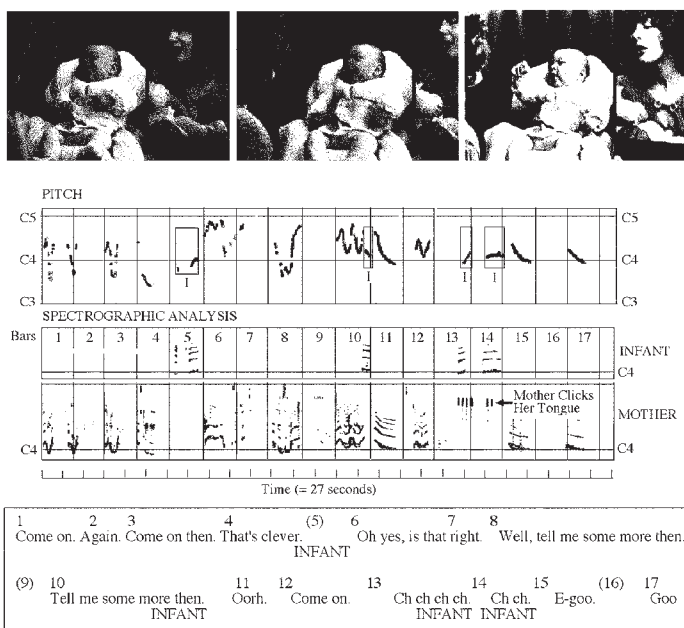 PITCH
C5 C5
C4 C4
I I I I
C3 C3
SPECTROGRAPHIC ANALYSIS
Bars 1 2 3 4 5 6 7 8 9 10 11 12 13 14 15 16 17 INFANT
C4
Mother Clicks
Her Tongue
MOTHER
C4 C4
Time (= 27 seconds)
1 2 3 4 (5) 6 7 8
Come on. Again. Come on then. That's clever. Oh yes, is that right. Well, tell me some more then.
INFANT
(9) 10 11 12 13 14 15 (16) 17
Tell me some more then. Oorh. Come on. Ch ch ch ch. Ch ch. E-goo. Goo
INFANT INFANT INFANT